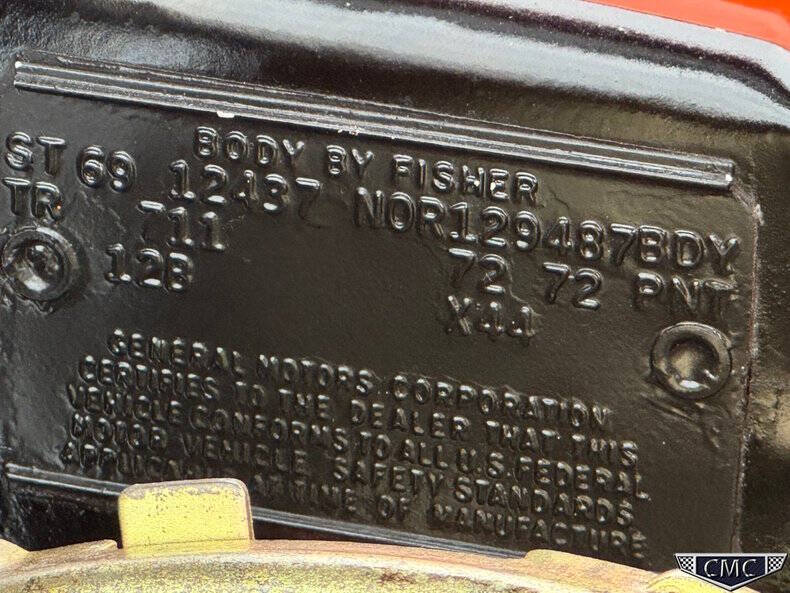 BODY BY FISHER
ST 69 12437 NOR129487BDY
TR 711 72 72 PNT
12B X44
GENERAL MOTORS CORPORATION
CERTIFIES TO THE DEALER THAT THIS
VEHICLE CONFORMS TO ALL U.S. FEDERAL
MOTOR VEHICLE SAFETY STANDARDS
AT TIME OF MANUFACTURE
CMC